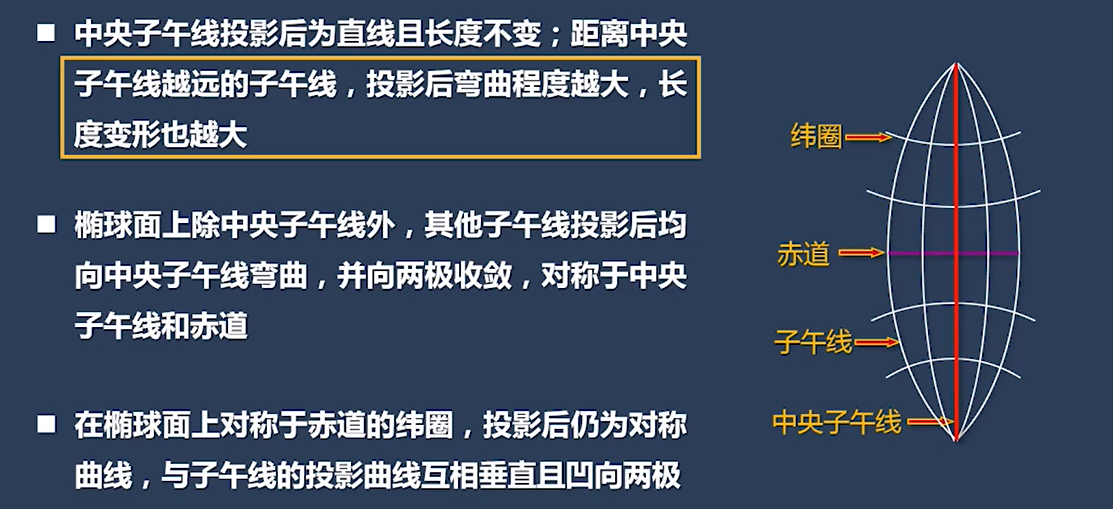 ■ 中央子午线投影后为直线且长度不变；距离中央
子午线越远的子午线，投影后弯曲程度越大，长
度变形也越大
■ 椭球面上除中央子午线外，其他子午线投影后均
向中央子午线弯曲，并向两极收敛，对称于中央
子午线和赤道
■ 在椭球面上对称于赤道的纬圈，投影后仍为对称
曲线，与子午线的投影曲线互相垂直且凹向两极
纬圈
赤道
子午线
中央子午线